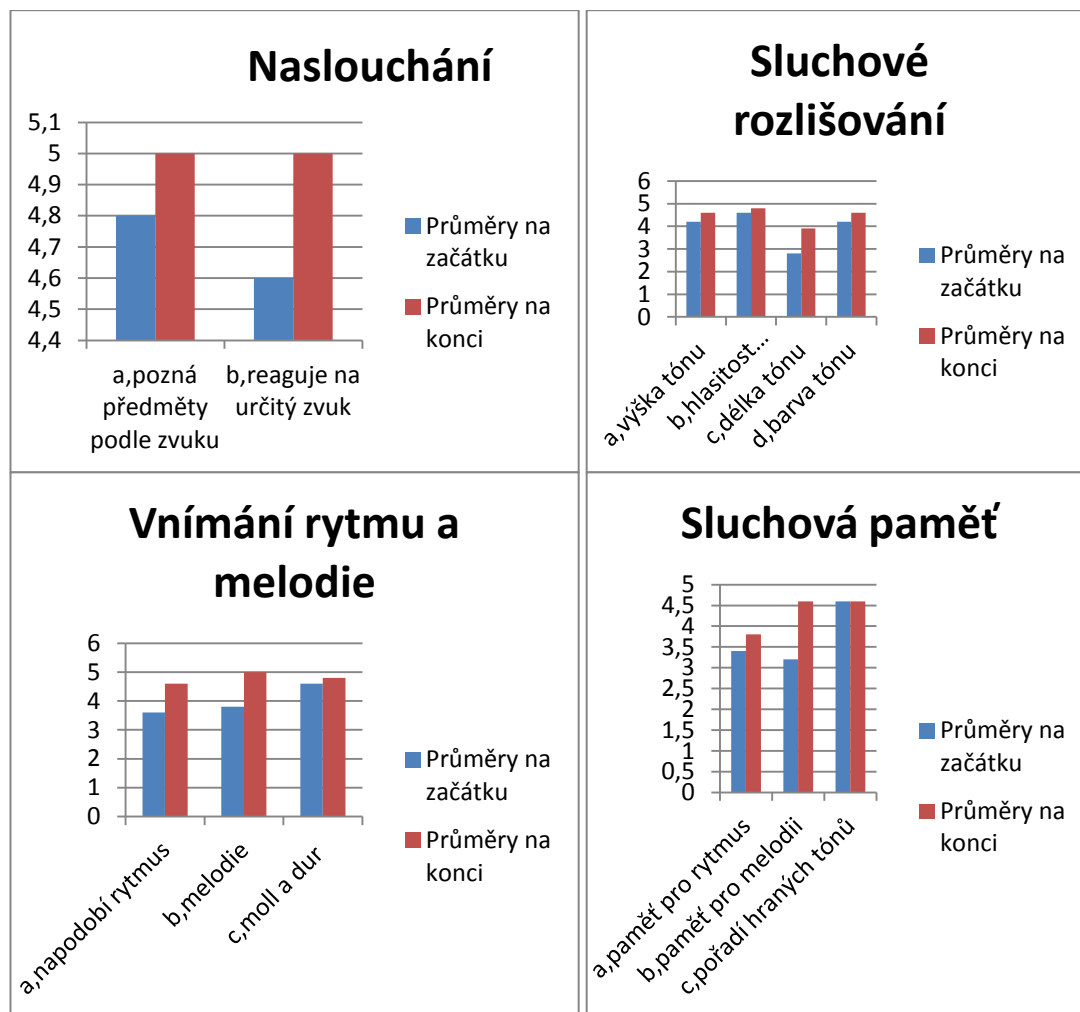 Naslouchání
5,1
5
4,9
4,8
4,7
4,6
4,5
4,4
a,pozná
předměty
podle zvuku
b,reaguje na
určitý zvuk
Průměry na
začátku
Průměry na
konci
Sluchové
rozlišování
6
5
4
3
2
1
0
a,výška tónu
b,hlasitost...
c,délka tónu
d,barva tónu
Průměry na
začátku
Průměry na
konci
Vnímání rytmu a
melodie
6
5
4
3
2
1
0
a,napodobí rytmus
b,melodie
c,moll a dur
Průměry na
začátku
Průměry na
konci
Sluchová paměť
5
4,5
4
3,5
3
2,5
2
1,5
1
0,5
0
a,paměť pro rytmus
b,paměť pro melodii
c,pořadí hraných tónů
Průměry na
začátku
Průměry na
konci